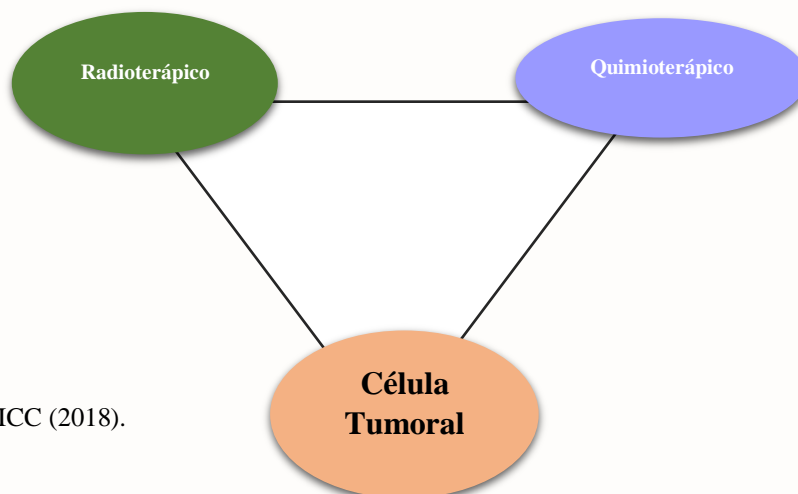 Radioterápico
Quimioterápico
Célula
Tumoral
ICC (2018).